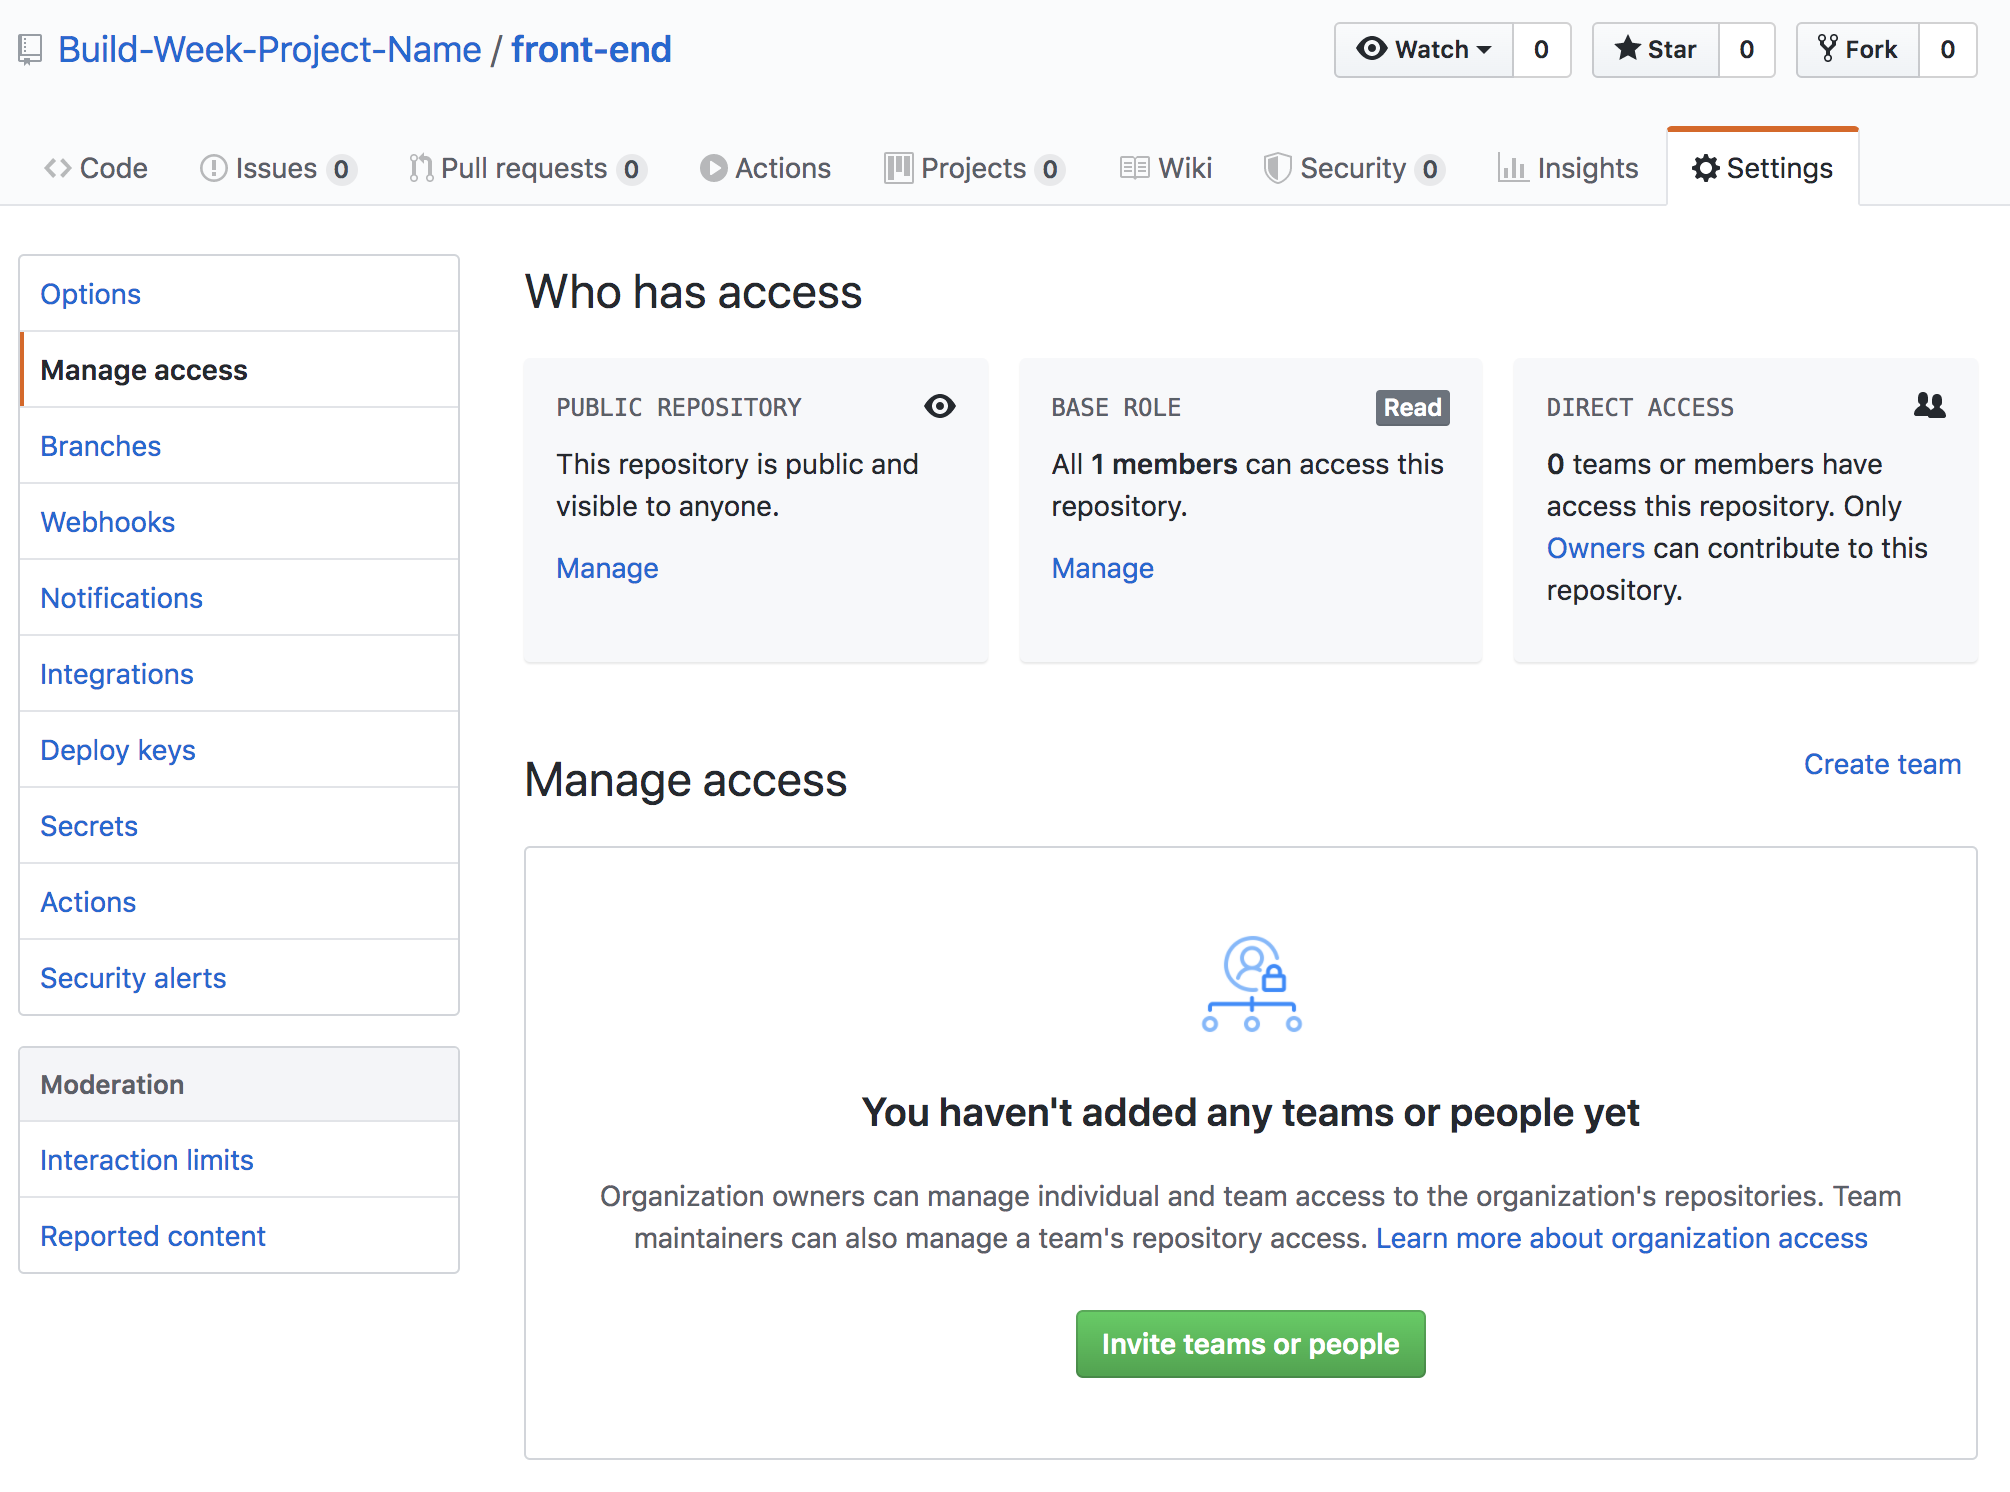 Build-Week-Project-Name / front-end
Watch 0
Star 0
Fork 0
Code
Issues 0
Pull requests 0
Actions
Projects 0
Wiki
Security 0
Insights
Settings
Options
Manage access
Branches
Webhooks
Notifications
Integrations
Deploy keys
Secrets
Actions
Security alerts
Moderation
Interaction limits
Reported content
Who has access
PUBLIC REPOSITORY
This repository is public and
visible to anyone.
Manage
BASE ROLE Read
All 1 members can access this
repository.
Manage
DIRECT ACCESS
0 teams or members have
access this repository. Only
Owners can contribute to this
repository.
Manage access
Create team
You haven't added any teams or people yet
Organization owners can manage individual and team access to the organization's repositories. Team
maintainers can also manage a team's repository access. Learn more about organization access
Invite teams or people